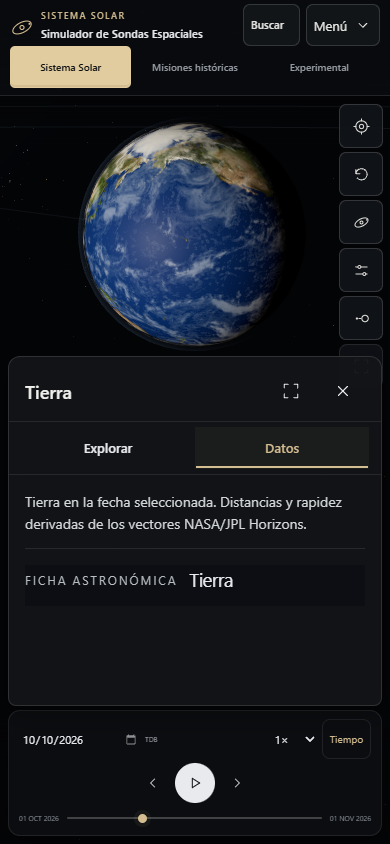 SISTEMA SOLAR
Simulador de Sondas Espaciales
Buscar
Menú
Sistema Solar
Misiones históricas
Experimental
Tierra
Explorar
Datos
Tierra en la fecha seleccionada. Distancias y rapidez
derivadas de los vectores NASA/JPL Horizons.
FICHA ASTRONÓMICA Tierra
10/10/2026
TDB
1×
Tiempo
01 OCT 2026
01 NOV 2026